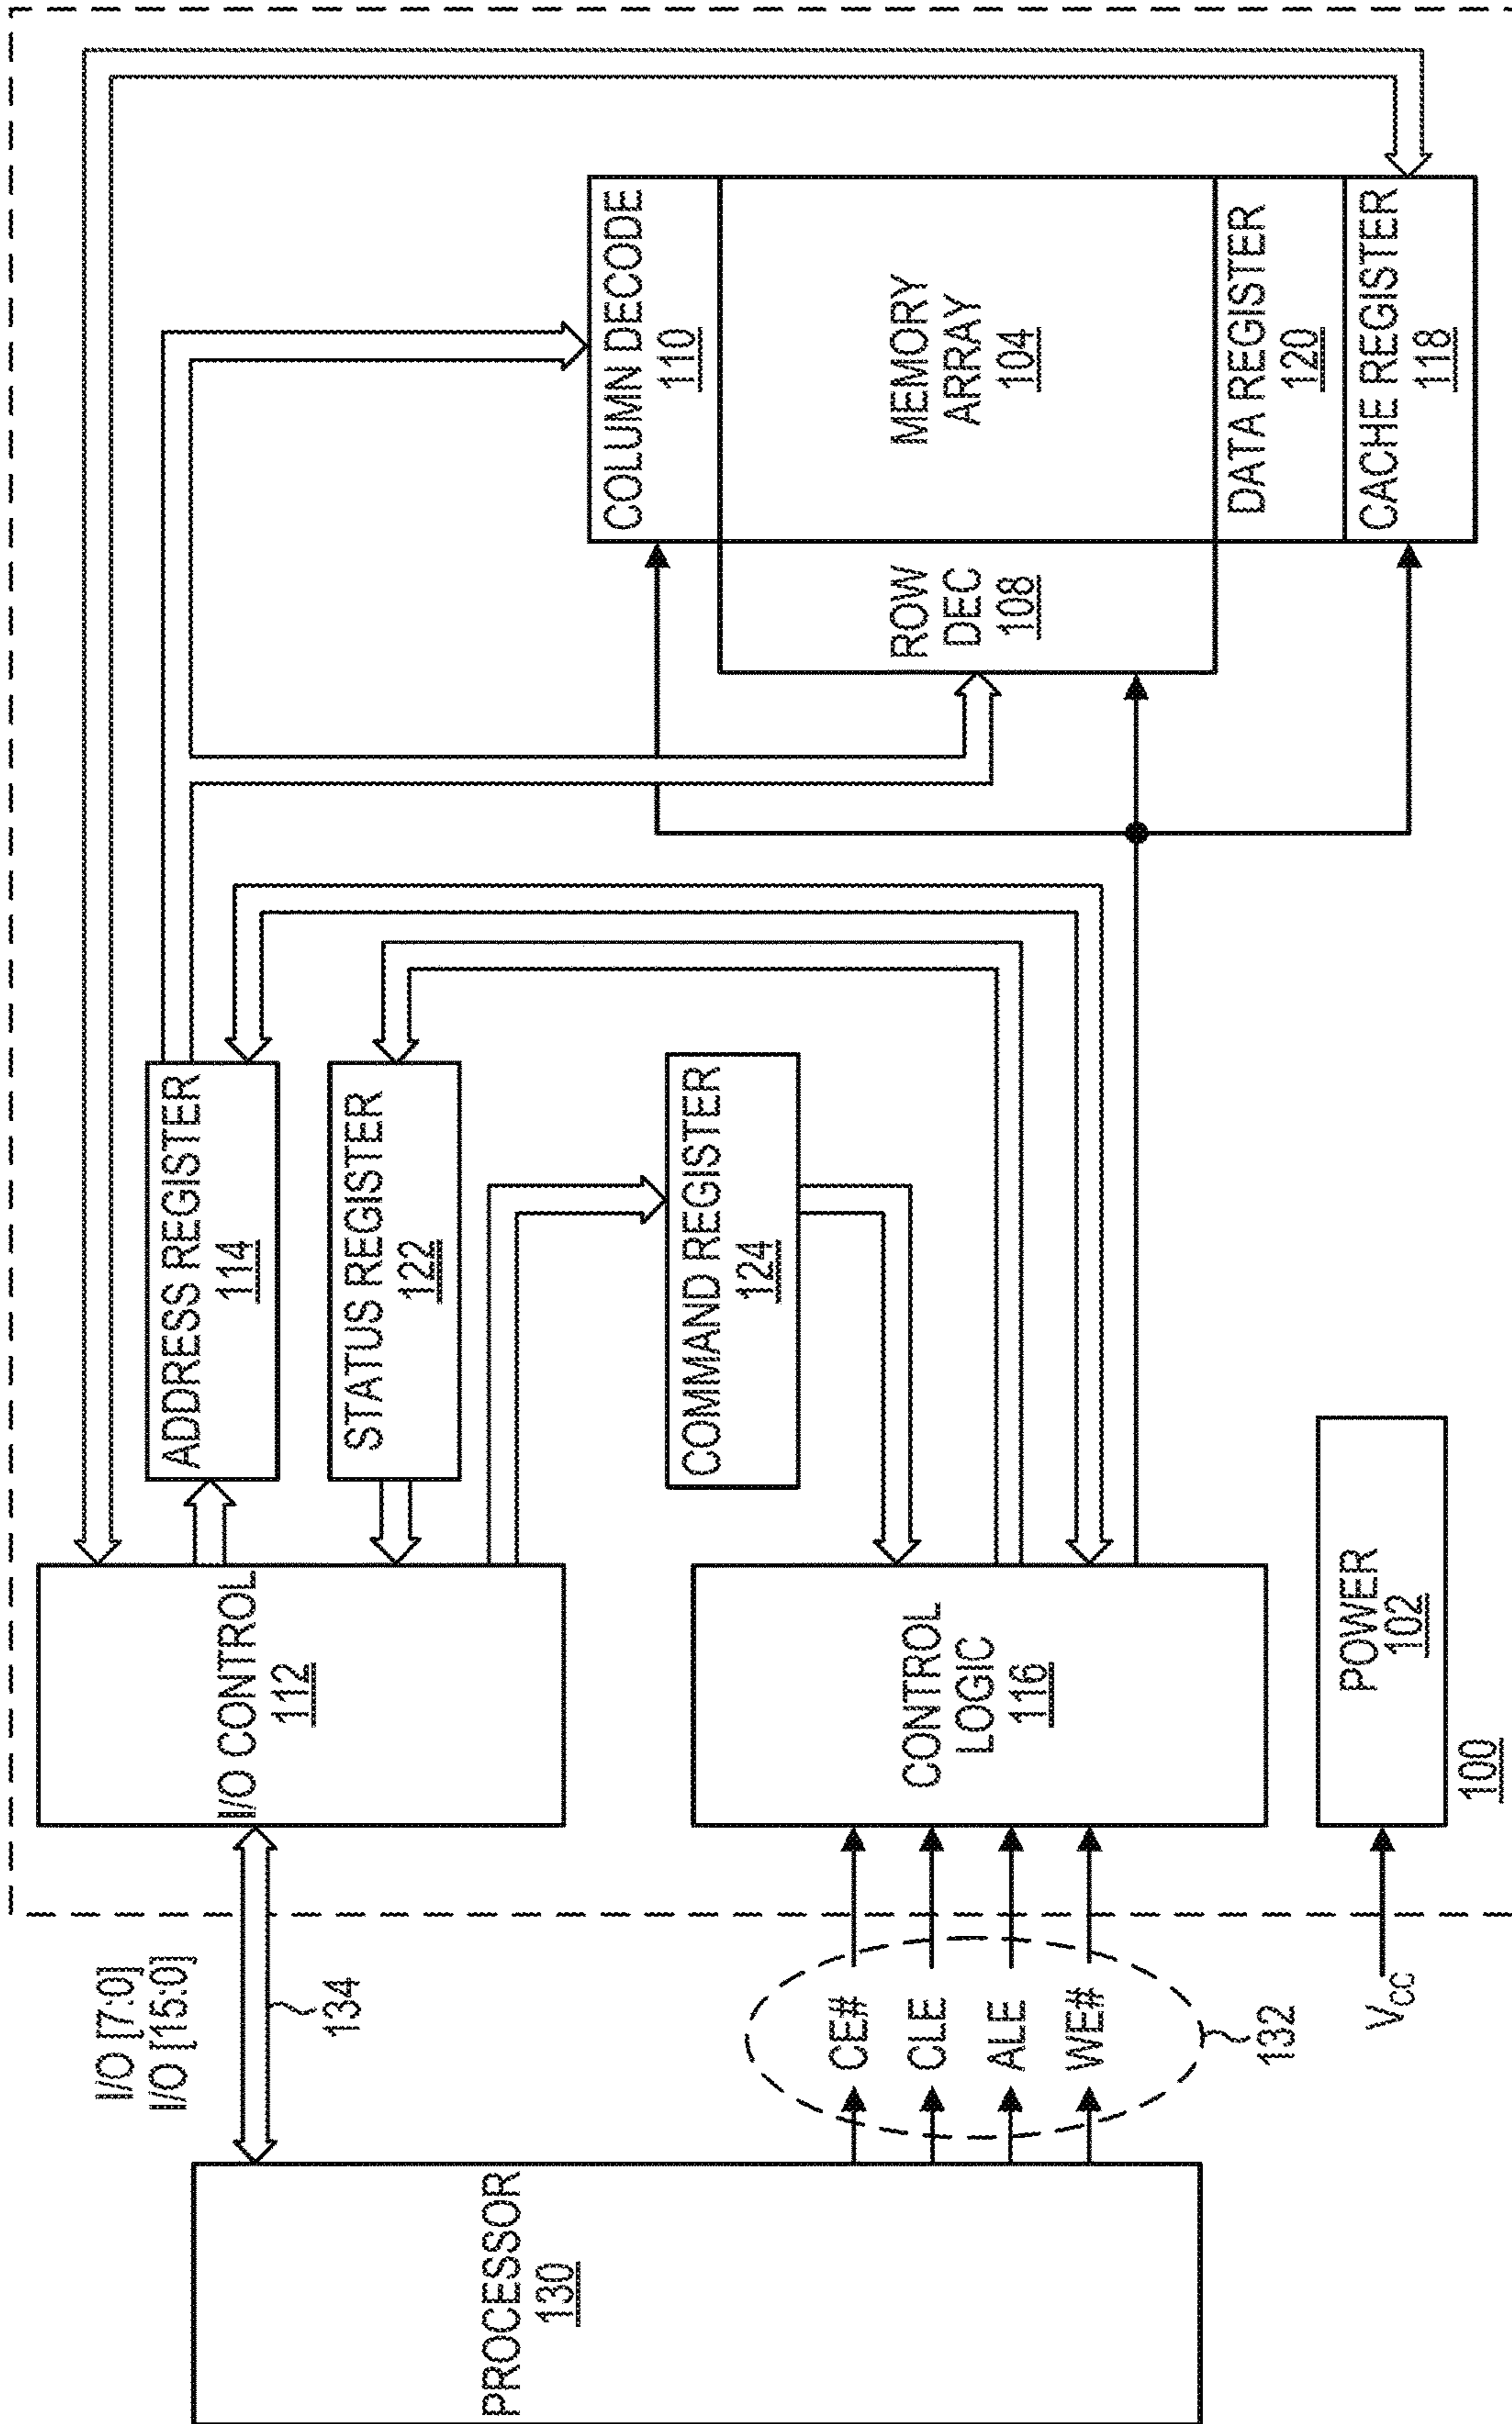 I/O [7:0]
I/O [15:0]
134
PROCESSOR
130
CE#
CLE
ALE
WE#
132
V_CC
I/O CONTROL
112
CONTROL
LOGIC
116
POWER
102
100
ADDRESS REGISTER
114
STATUS REGISTER
122
COMMAND REGISTER
124
COLUMN DECODE
110
ROW
DEC
108
MEMORY
ARRAY
104
DATA REGISTER
120
CACHE REGISTER
118